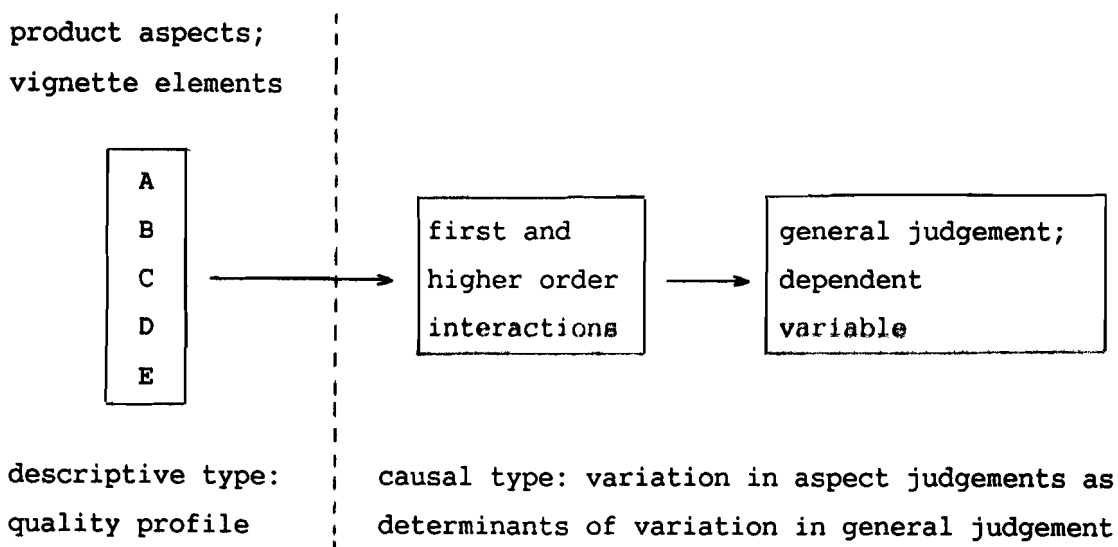 product aspects;
vignette elements
A
B
C
D
E
first and
higher order
interactions
general judgement;
dependent
variable
descriptive type:
quality profile
causal type: variation in aspect judgements as
determinants of variation in general judgement